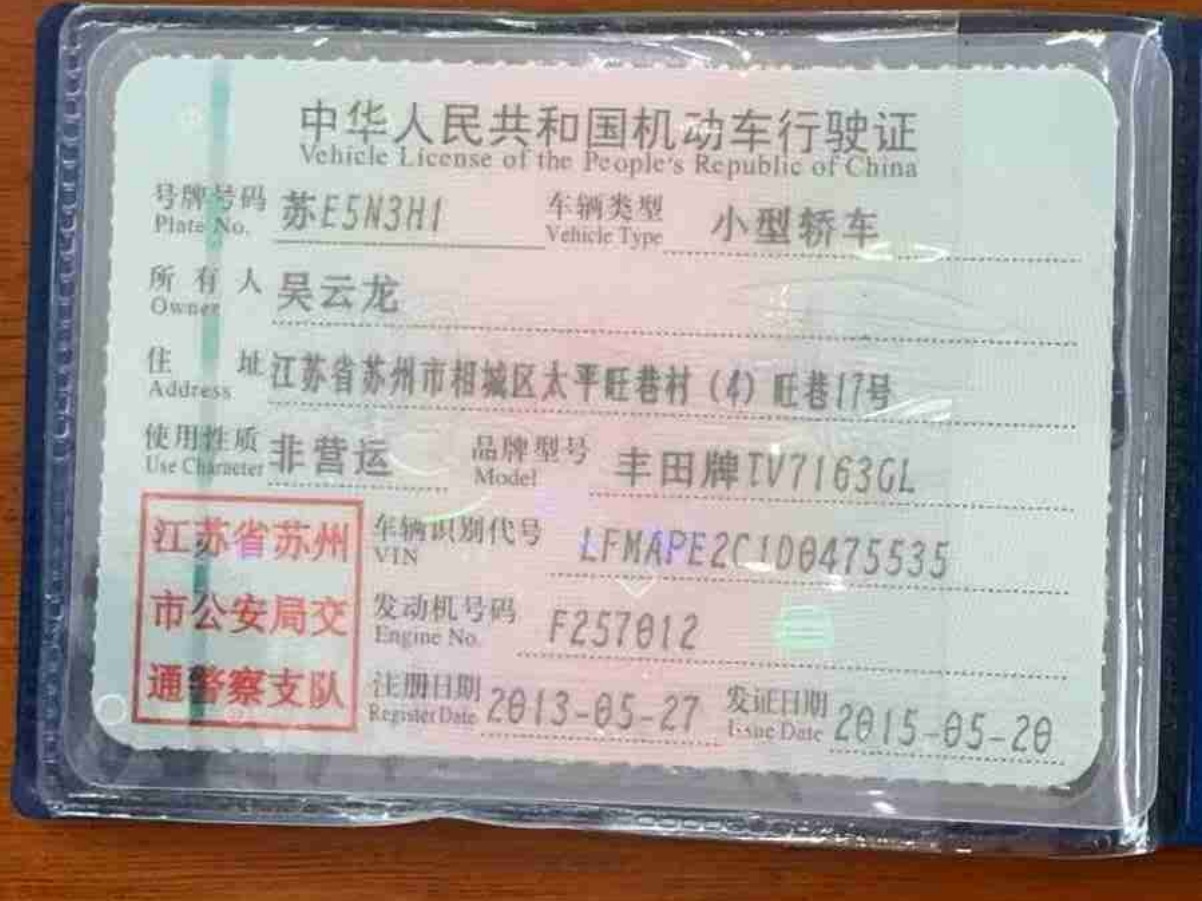 中华人民共和国机动车行驶证
Vehicle License of the People's Republic of China
号牌号码 苏E5N3H1 车辆类型 小型轿车
Plate No. Vehicle Type
所有人 吴云龙
Owner
住址 江苏省苏州市相城区太平旺巷村(4)旺巷17号
Address
使用性质 非营运 品牌型号 丰田牌TV7163GL
Use Character Model
江苏省苏州
市公安局交
通警察支队
车辆识别代号 LFMAPE2C1D0475535
VIN
发动机号码 F257012
Engine No.
注册日期 2013-05-27 发证日期 2015-05-20
Register Date Issue Date